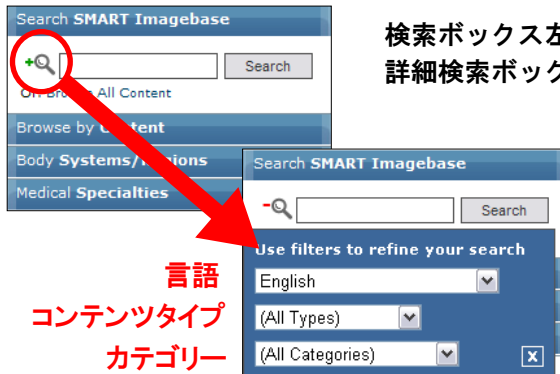 Search SMART Imagebase
検索ボックス左
詳細検索ボック
Search
Or: Browse All Content
Browse by Content
Body Systems/Regions
Medical Specialties
Search SMART Imagebase
Search
Use filters to refine your search
言語
English
コンテンツタイプ
(All Types)
カテゴリー
(All Categories)
X